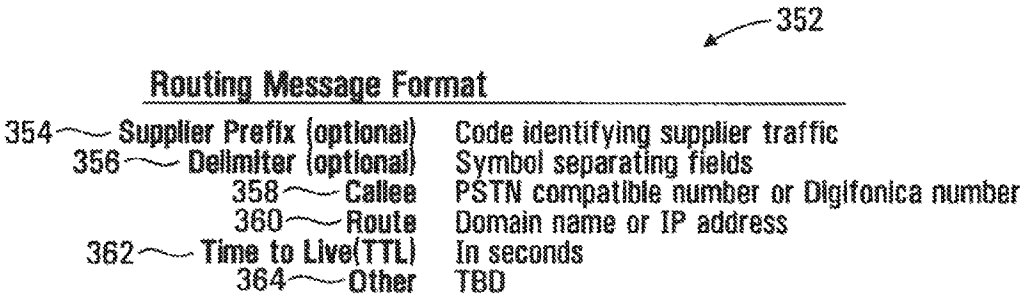 352
Routing Message Format
354 Supplier Prefix (optional) Code identifying supplier traffic
356 Delimiter (optional) Symbol separating fields
358 Callee PSTN compatible number or Digifonica number
360 Route Domain name or IP address
362 Time to Live(TTL) In seconds
364 Other TBD